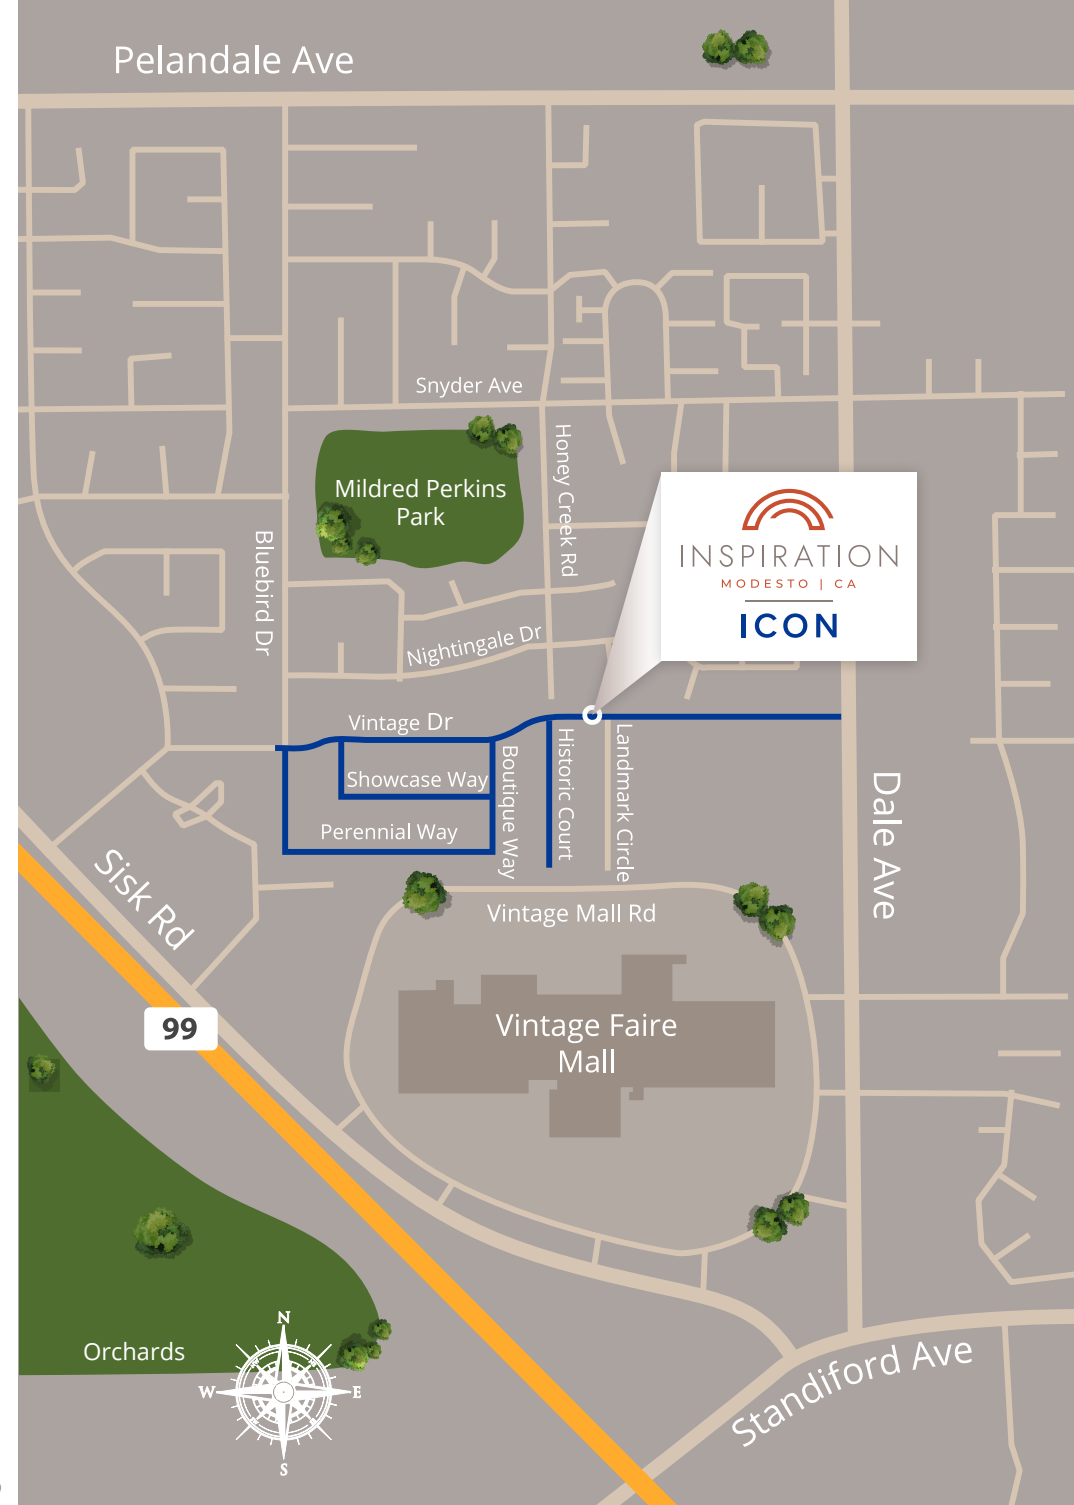 Pelandale Ave
Snyder Ave
Honey Creek Rd
Mildred Perkins
Park
INSPIRATION
MODESTO | CA
ICON
Bluebird Dr
Nightingale Dr
Vintage Dr
Showcase Way
Perennial Way
Boutique Way
Historic Court
Landmark Circle
Dale Ave
Sisk Rd
Vintage Mall Rd
99
Vintage Faire
Mall
Orchards
N
W
E
S
Standiford Ave